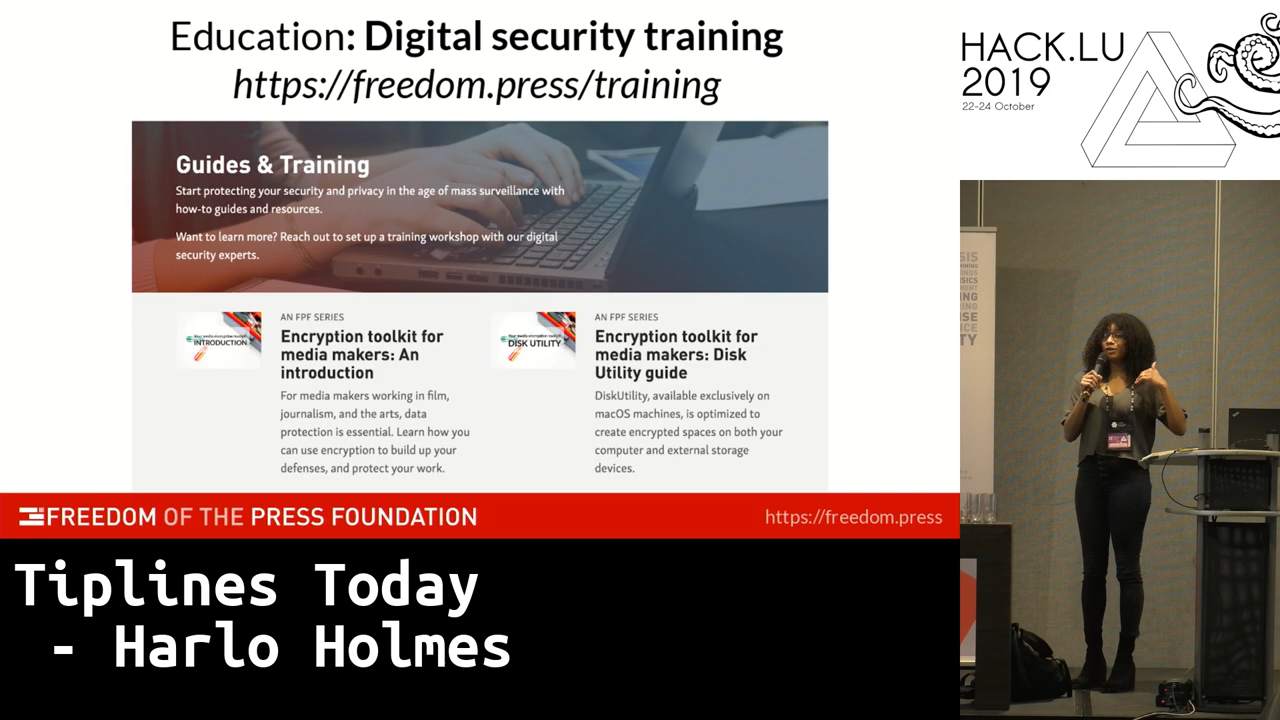 Education: Digital security training
https://freedom.press/training
Guides & Training
Start protecting your security and privacy in the age of mass surveillance with
how-to guides and resources.
Want to learn more? Reach out to set up a training workshop with our digital
security experts.
INTRODUCTION
AN FPF SERIES
Encryption toolkit for
media makers: An
introduction
For media makers working in film,
journalism, and the arts, data
protection is essential. Learn how you
can use encryption to build up your
defenses, and protect your work.
DISK UTILITY
AN FPF SERIES
Encryption toolkit for
media makers: Disk
Utility guide
DiskUtility, available exclusively on
macOS machines, is optimized to
create encrypted spaces on both your
computer and external storage
devices.
FREEDOM OF THE PRESS FOUNDATION
https://freedom.press
Tiplines Today
- Harlo Holmes
HACK.LU
2019
22-24 October